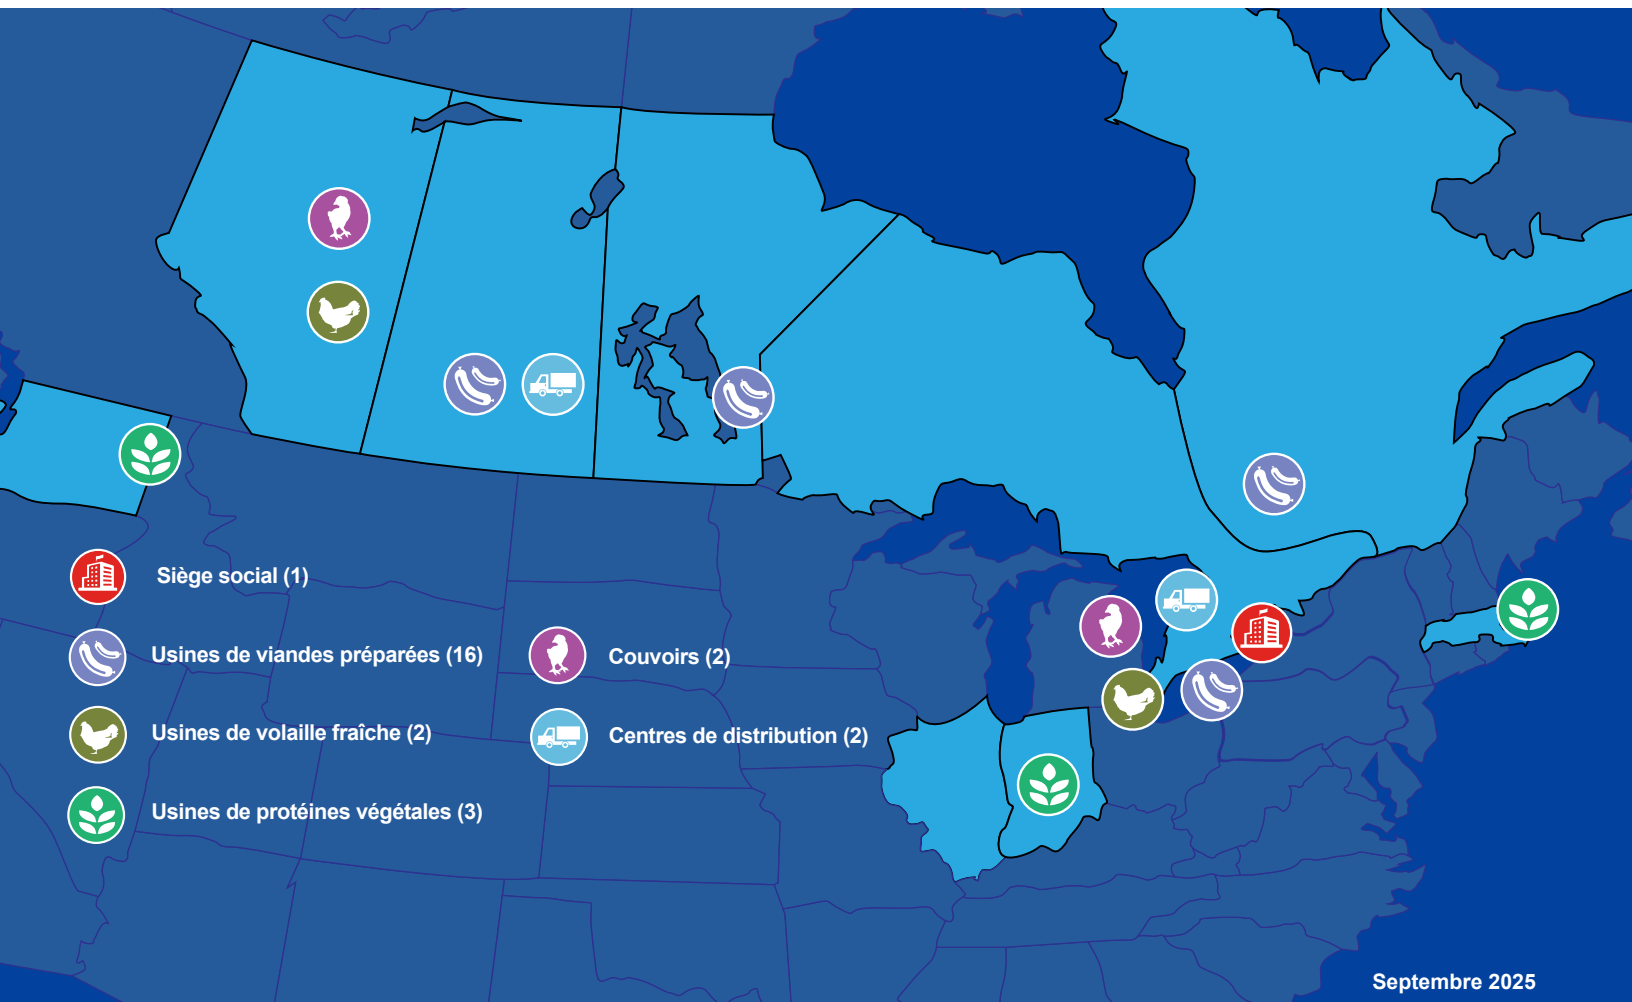 Siège social (1)
Usines de viandes préparées (16)
Couvoirs (2)
Usines de volaille fraîche (2)
Centres de distribution (2)
Usines de protéines végétales (3)
Septembre 2025